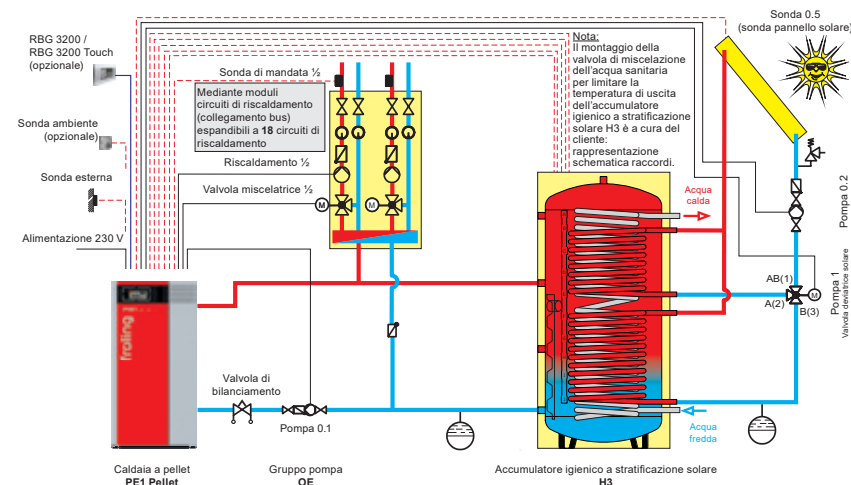 RBG 3200 /
RBG 3200 Touch
(opzionale)
Sonda ambiente
(opzionale)
Sonda esterna
Alimentazione 230 V
Sonda di mandata ½
Mediante moduli
circuiti di riscaldamento
(collegamento bus)
espandibili a 18 circuiti di
riscaldamento
Riscaldamento ½
Valvola miscelatrice ½
M
M
Nota:
Il montaggio della
valvola di miscelazione
dell'acqua sanitaria
per limitare la
temperatura di uscita
dell'accumulatore
igienico a stratificazione
solare H3 è a cura del
cliente:
rappresentazione
schematica raccordi.
Sonda 0.5
(sonda pannello solare)
Acqua
calda
Pompa 0.2
AB(1)
A(2)
M
B(3)
Pompa 1
Valvola deviatrice solare
froling
Valvola di
bilanciamento
Pompa 0.1
Acqua
fredda
Caldaia a pellet
PE1 Pellet
Gruppo pompa
OE
Accumulatore igienico a stratificazione solare
H3